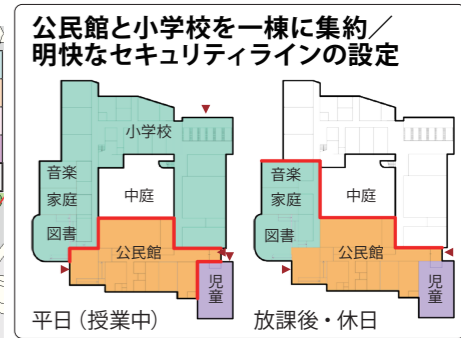 公民館と小学校を一棟に集約／
明快なセキュリティラインの設定
小学校
音楽
家庭
図書
中庭
公民館
児童
平日（授業中）
音楽
家庭
図書
中庭
公民館
児童
放課後・休日